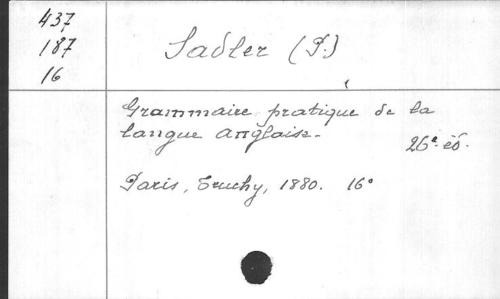 437
187
16
Sadler (P.)
Grammaire pratique de la
langue anglaise.
26e éd.
Paris, Truchy, 1880. 16°